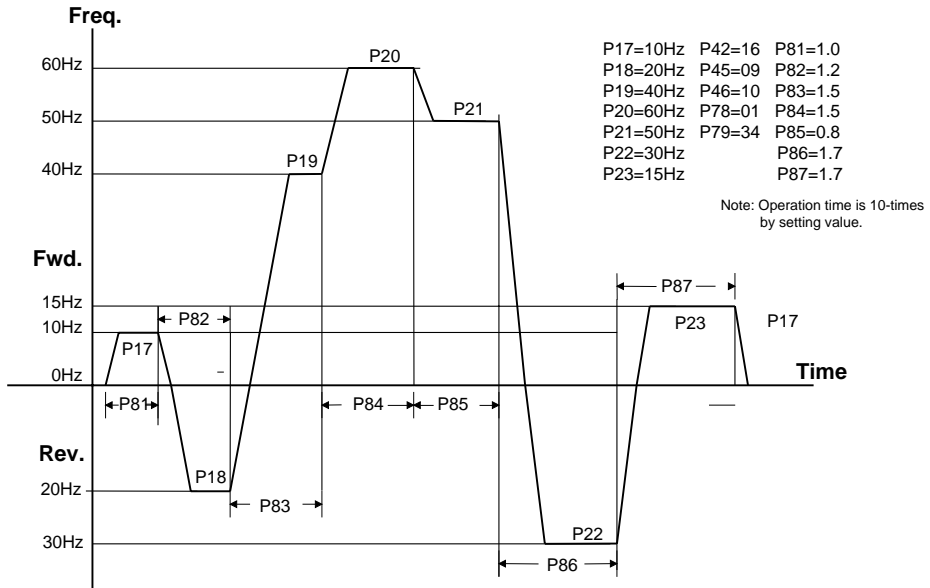 Freq.
60Hz
P20
P17=10Hz P42=16 P81=1.0
P18=20Hz P45=09 P82=1.2
P19=40Hz P46=10 P83=1.5
P20=60Hz P78=01 P84=1.5
P21=50Hz P79=34 P85=0.8
P22=30Hz P86=1.7
P23=15Hz P87=1.7
Note: Operation time is 10-times
by setting value.
50Hz
P21
40Hz
P19
Fwd.
15Hz
P82
P87
10Hz
P17
P23
P17
0Hz
Time
P81
P84
P85
Rev.
P18
20Hz
P83
30Hz
P22
P86